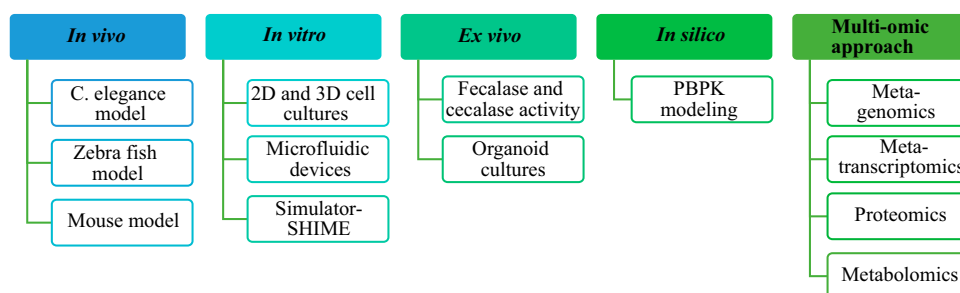 In vivo
C. elegance
model
Zebra fish
model
Mouse model
In vitro
2D and 3D cell
cultures
Microfluidic
devices
Simulator-
SHIME
Ex vivo
Fecalase and
cecalase activity
Organoid
cultures
In silico
PBPK
modeling
Multi-omic
approach
Meta-
genomics
Meta-
transcriptomics
Proteomics
Metabolomics